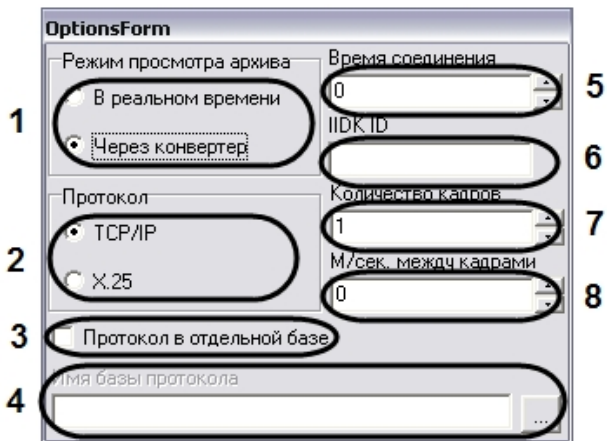 OptionsForm
Режим просмотра архива
1
В реальном времени
Через конвертер
Протокол
2
TCP/IP
X.25
3
Протокол в отдельной базе
Имя базы протокола
4
...
Время соединения
0
5
IIDK ID
6
Количество кадров
1
7
М/сек. между кадрами
0
8